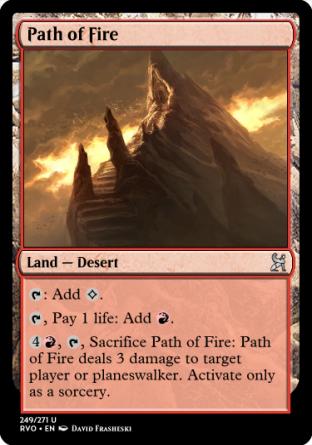 Path of Fire
Land — Desert
{T}: Add {C}.
{T}, Pay 1 life: Add {R}.
{4}{R}, {T}, Sacrifice Path of Fire: Path
of Fire deals 3 damage to target
player or planeswalker. Activate only
as a sorcery.
249/271 U
RVO • EN David Frasheski